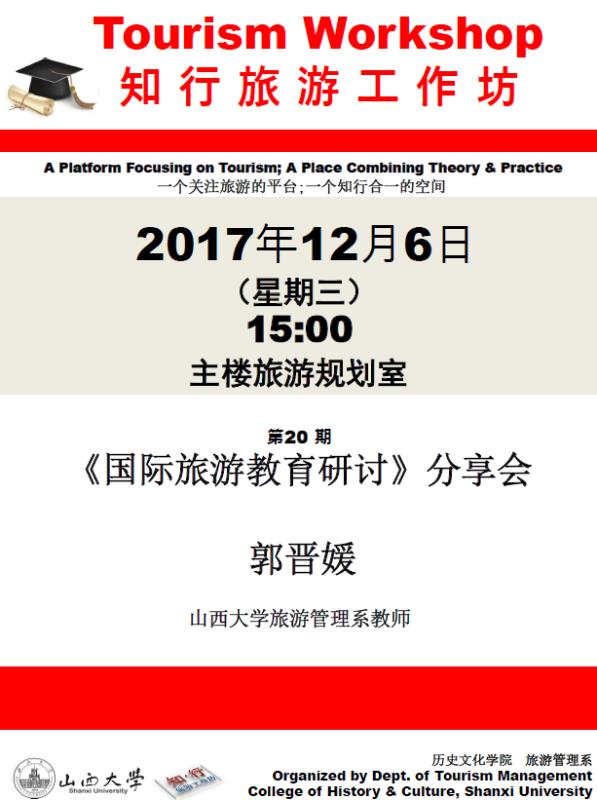 Tourism Workshop
知行旅游工作坊
A Platform Focusing on Tourism; A Place Combining Theory & Practice
一个关注旅游的平台;一个知行合一的空间
2017年12月6日
（星期三）
15:00
主楼旅游规划室
第20 期
《国际旅游教育研讨》分享会
郭晋媛
山西大学旅游管理系教师
历史文化学院 旅游管理系
Organized by Dept. of Tourism Management
College of History & Culture, Shanxi University
山西大学
Shanxi University
知·行
旅游工作坊